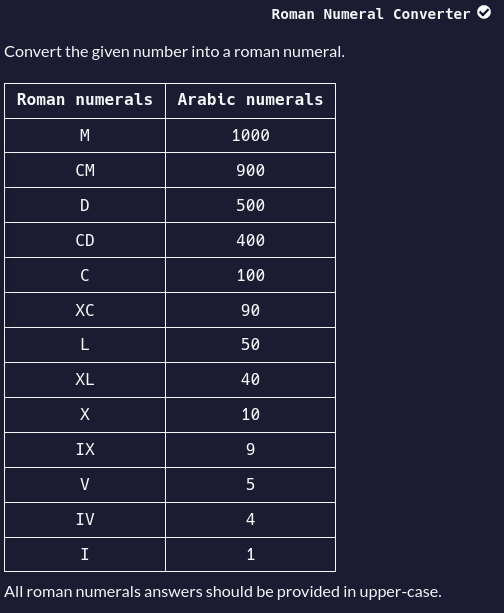 Roman Numeral Converter
Convert the given number into a roman numeral.
Roman numerals Arabic numerals
M 1000
CM 900
D 500
CD 400
C 100
XC 90
L 50
XL 40
X 10
IX 9
V 5
IV 4
I 1
All roman numerals answers should be provided in upper-case.